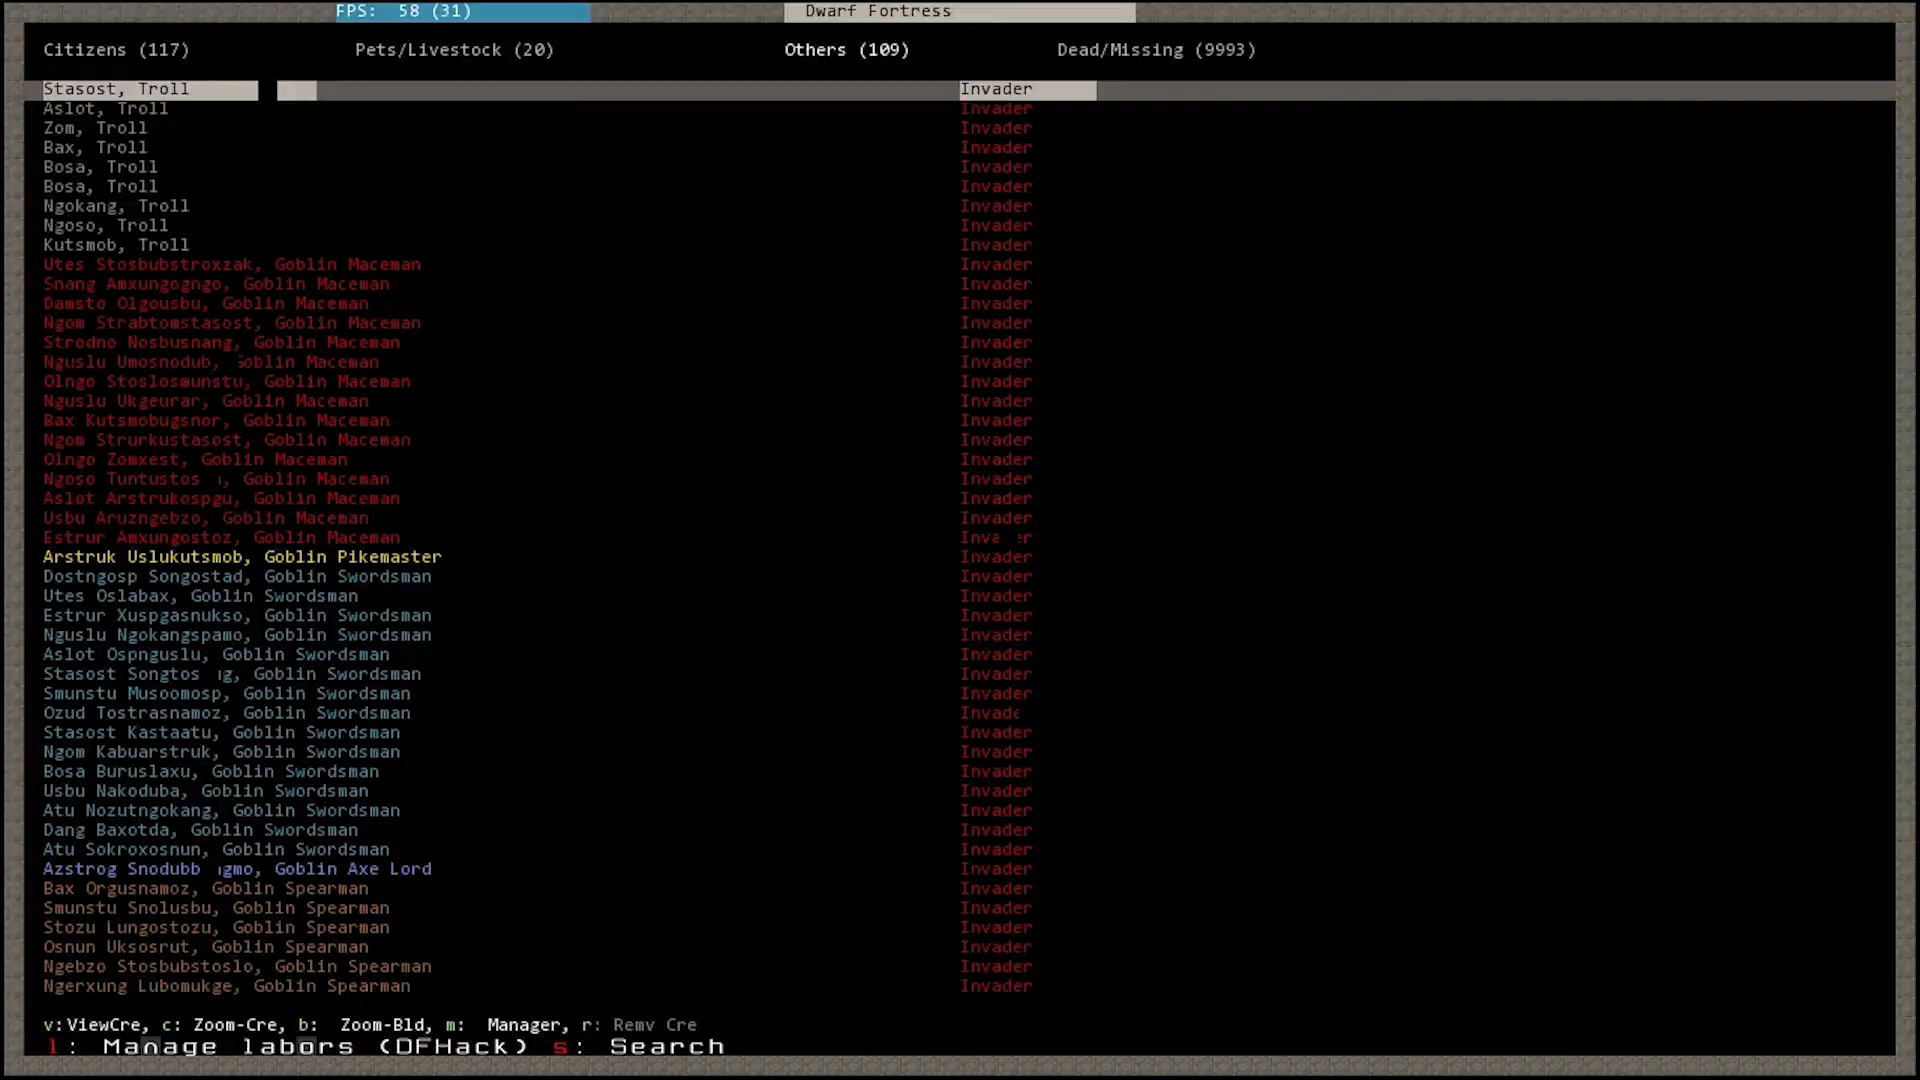 FPS: 58 (31) Dwarf Fortress
Citizens (117) Pets/Livestock (20) Others (109) Dead/Missing (9993)
Stasost, Troll Invader
Aslot, Troll Invader
Zom, Troll Invader
Bax, Troll Invader
Bosa, Troll Invader
Bosa, Troll Invader
Ngokang, Troll Invader
Ngoso, Troll Invader
Kutsmob, Troll Invader
Utes Stosbubstroxzak, Goblin Maceman Invader
Snang Amxungogngo, Goblin Maceman Invader
Damsto Olgousbu, Goblin Maceman Invader
Ngom Strabtomstasost, Goblin Maceman Invader
Strodno Nosbusnang, Goblin Maceman Invader
Nguslu Umosnodub, Goblin Maceman Invader
Olngo Stoslosmunstu, Goblin Maceman Invader
Nguslu Ukgeurar, Goblin Maceman Invader
Bax Kutsmobugsnor, Goblin Maceman Invader
Ngom Strurkustasost, Goblin Maceman Invader
Olngo Zomxest, Goblin Maceman Invader
Ngoso Goblin Maceman Invader
Aslot Arstrukospgu, Goblin Maceman Invader
Usbu Aruzngebzo, Goblin Maceman Invader
Estrur Amxungostoz, Goblin Maceman
Arstruk Uslukutsmob, Goblin Pikemaster Invader
Dostngosp Songostad, Goblin Swordsman Invader
Utes Oslabax, Goblin Swordsman Invader
Estrur Xuspgasnukso, Goblin Swordsman Invader
Nguslu Ngokangspamo, Goblin Swordsman Invader
Aslot Ospnguslu, Goblin Swordsman Invader
Stasost Goblin Swordsman Invader
Smunstu Musoomosp, Goblin Swordsman Invader
Ozud Tostrasnamoz, Goblin Swordsman
Stasost Kastaatu, Goblin Swordsman Invader
Ngom Kabuarstruk, Goblin Swordsman Invader
Bosa Buruslaxu, Goblin Swordsman Invader
Usbu Nakoduba, Goblin Swordsman Invader
Atu Nozutngokang, Goblin Swordsman Invader
Dang Baxotda, Goblin Swordsman Invader
Atu Sokroxosnun, Goblin Swordsman Invader
Azstrog Goblin Axe Lord Invader
Bax Orgusnamoz, Goblin Spearman Invader
Smunstu Snolusbu, Goblin Spearman Invader
Stozu Lungostozu, Goblin Spearman Invader
Osnun Uksosrut, Goblin Spearman Invader
Ngebzo Stosbubstoslo, Goblin Spearman Invader
Ngerxung Lubomukge, Goblin Spearman Invader
v:ViewCre, c: Zoom-Cre, b: Zoom-Bld, m: Manager, r: Remv Cre
l: Manage labors (DFHack) s: Search